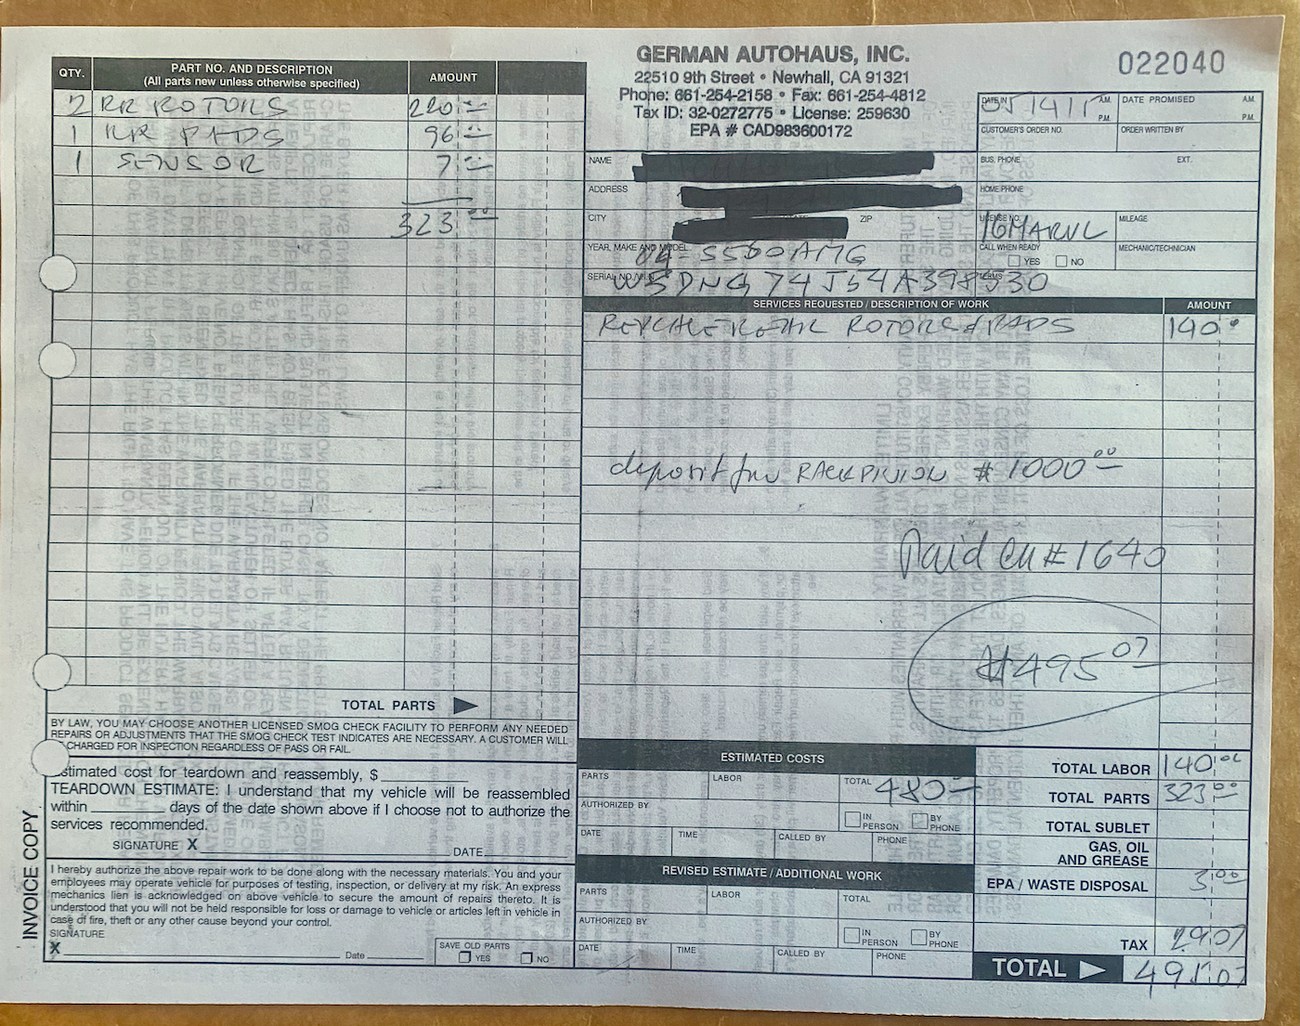 GERMAN AUTOHAUS, INC.
22510 9th Street • Newhall, CA 91321
Phone: 661-254-2158 • Fax: 661-254-4812
Tax ID: 32-0272775 • License: 259630
EPA # CAD983600172
022040
QTY. PART NO. AND DESCRIPTION (All parts new unless otherwise specified) AMOUNT
2 RR ROTORS 220
1 RR PADS 96
1 SENSOR 7
323 00
TOTAL PARTS
BY LAW, YOU MAY CHOOSE ANOTHER LICENSED SMOG CHECK FACILITY TO PERFORM ANY NEEDED
REPAIRS OR ADJUSTMENTS THAT THE SMOG CHECK TEST INDICATES ARE NECESSARY. A CUSTOMER WILL
CHARGED FOR INSPECTION REGARDLESS OF PASS OR FAIL.
Estimated cost for teardown and reassembly, $
TEARDOWN ESTIMATE: I understand that my vehicle will be reassembled
within days of the date shown above if I choose not to authorize the
services recommended.
SIGNATURE X
DATE
I hereby authorize the above repair work to be done along with the necessary materials. You and your
employees may operate vehicle for purposes of testing, inspection, or delivery at my risk. An express
mechanics lien is acknowledged on above vehicle to secure the amount of repairs thereto. It is
understood that you will not be held responsible for loss or damage to vehicle or articles left in vehicle in
case of fire, theft or any other cause beyond your control.
SIGNATURE
X Date
SAVE OLD PARTS
YES NO
INVOICE COPY
DATE IN A.M. P.M. DATE PROMISED A.M. P.M.
CUSTOMER'S ORDER NO. ORDER WRITTEN BY
NAME BUS. PHONE EXT.
ADDRESS HOME PHONE
CITY ZIP LICENSE NO. 16MARVL MILEAGE
YEAR, MAKE AND MODEL 04- S500 AMG CALL WHEN READY YES NO MECHANIC/TECHNICIAN
SERIAL NO./V.I.N. TERMS
SERVICES REQUESTED / DESCRIPTION OF WORK AMOUNT
ROTORS & PADS 140
deposit for RACK PINION # 1000 00
Paid CK# 1640
$495 07
ESTIMATED COSTS
PARTS LABOR TOTAL 480
AUTHORIZED BY IN PERSON BY PHONE
DATE TIME CALLED BY PHONE
REVISED ESTIMATE / ADDITIONAL WORK
PARTS LABOR TOTAL
AUTHORIZED BY IN PERSON BY PHONE
DATE TIME CALLED BY PHONE
TOTAL LABOR 140
TOTAL PARTS 323 00
TOTAL SUBLET
GAS, OIL AND GREASE
EPA / WASTE DISPOSAL 3 00
TAX 29 07
TOTAL 495 07